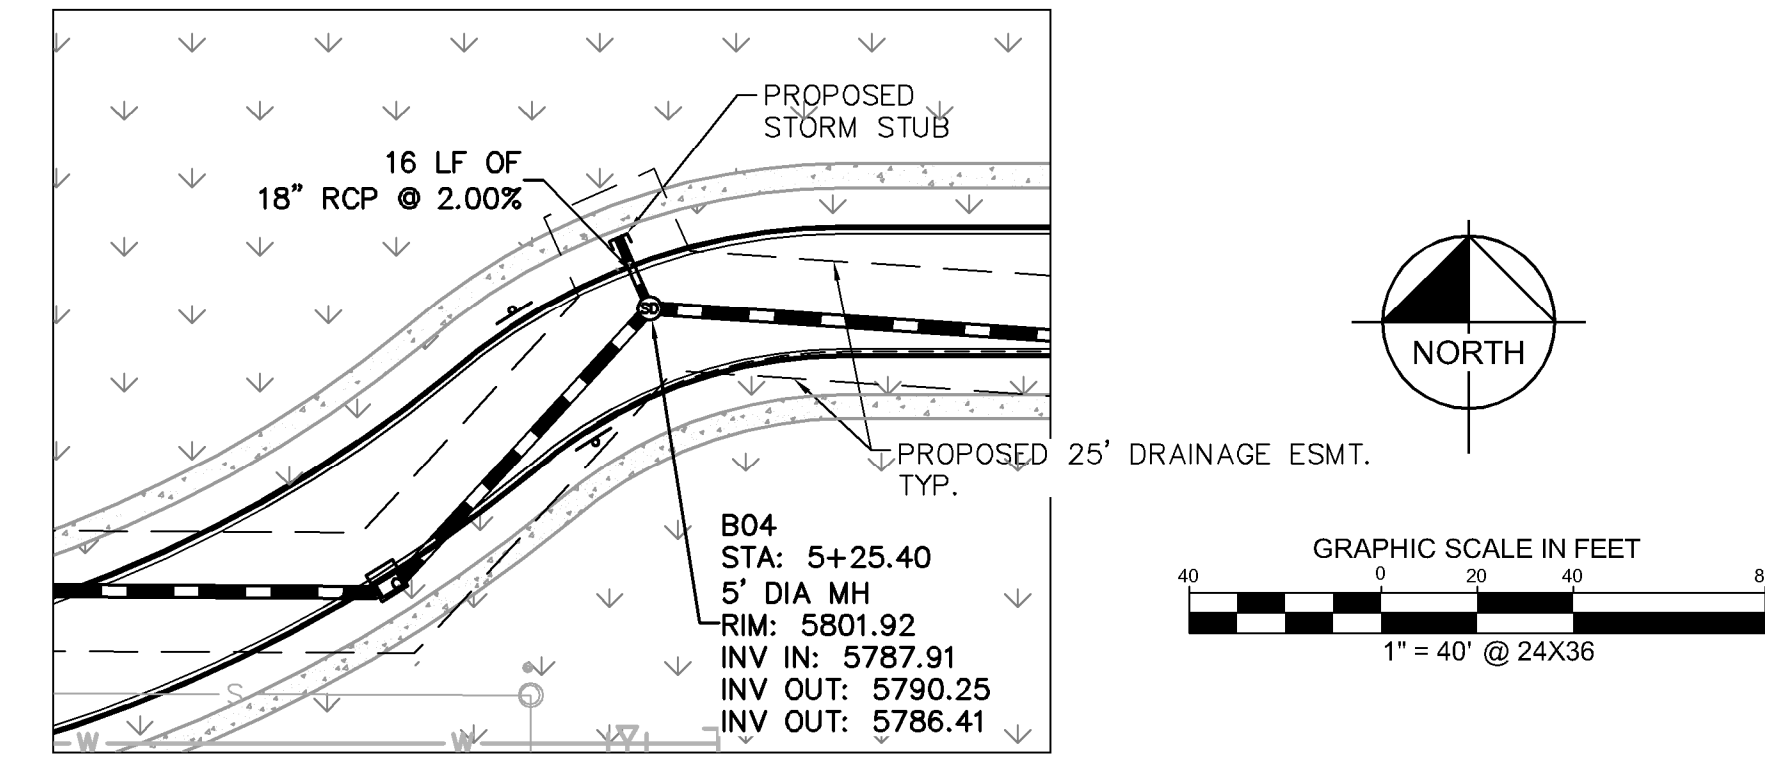 PROPOSED
STORM STUB
16 LF OF
18" RCP @ 2.00%
SD
PROPOSED 25' DRAINAGE ESMT.
TYP.
B04
STA: 5+25.40
5' DIA MH
RIM: 5801.92
INV IN: 5787.91
INV OUT: 5790.25
INV OUT: 5786.41
S
W
W
NORTH
GRAPHIC SCALE IN FEET
40 0 20 40 8
1" = 40' @ 24X36